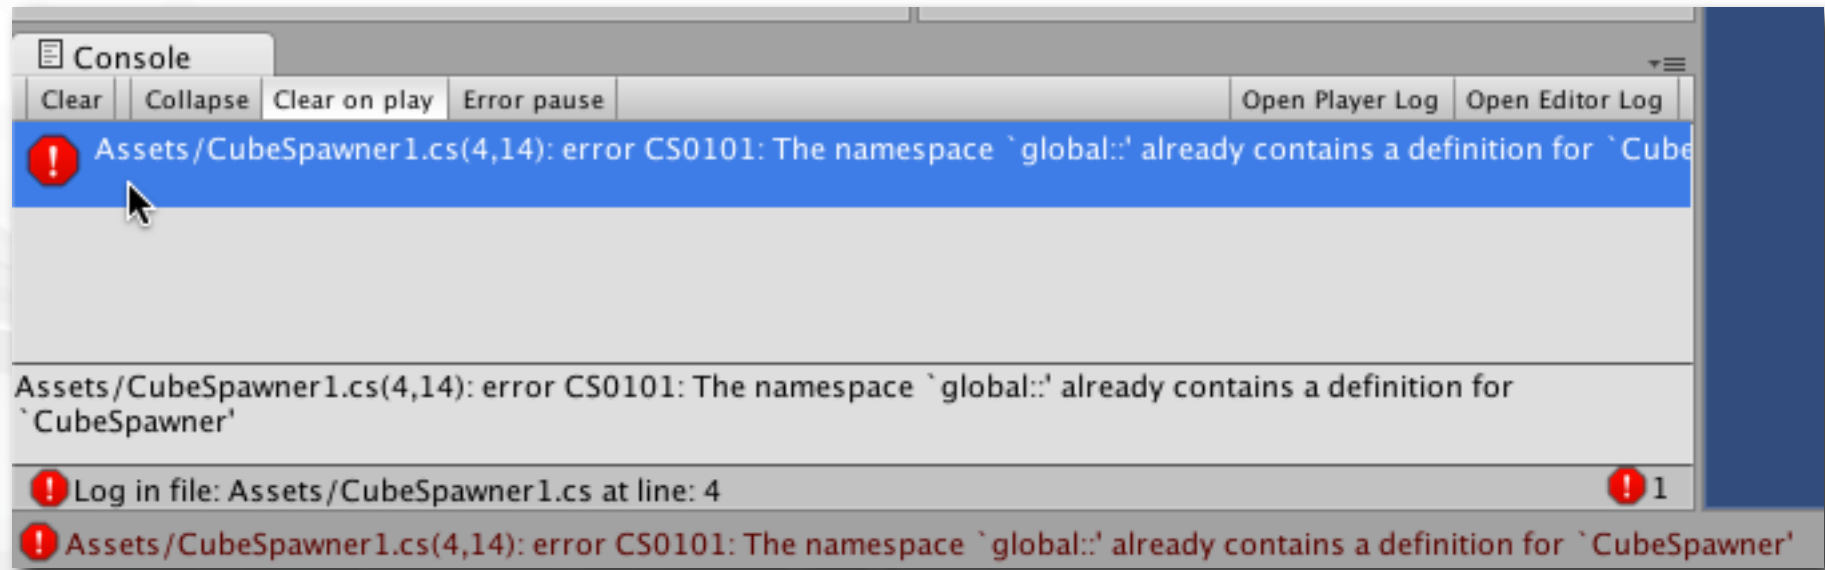 Console
Clear Collapse Clear on play Error pause Open Player Log Open Editor Log
Assets/CubeSpawner1.cs(4,14): error CS0101: The namespace `global::' already contains a definition for `Cube
Assets/CubeSpawner1.cs(4,14): error CS0101: The namespace `global::' already contains a definition for
`CubeSpawner'
Log in file: Assets/CubeSpawner1.cs at line: 4 1
Assets/CubeSpawner1.cs(4,14): error CS0101: The namespace `global::' already contains a definition for `CubeSpawner'